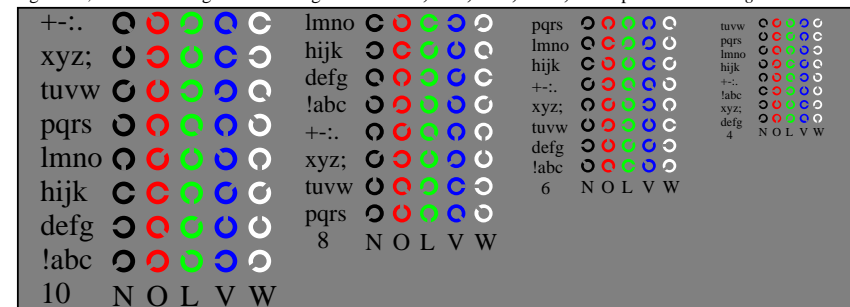 +-:.
xyz;
tuvw
pqrs
lmno
hijk
defg
!abc
10 N O L V W
lmno
hijk
defg
!abc
+-:.
xyz;
tuvw
pqrs
8 N O L V W
pqrs
lmno
hijk
+-:.
xyz;
tuvw
defg
!abc
6 N O L V W
tuvw
pqrs
lmno
hijk
+-:.
!abc
xyz;
defg
4 N O L V W